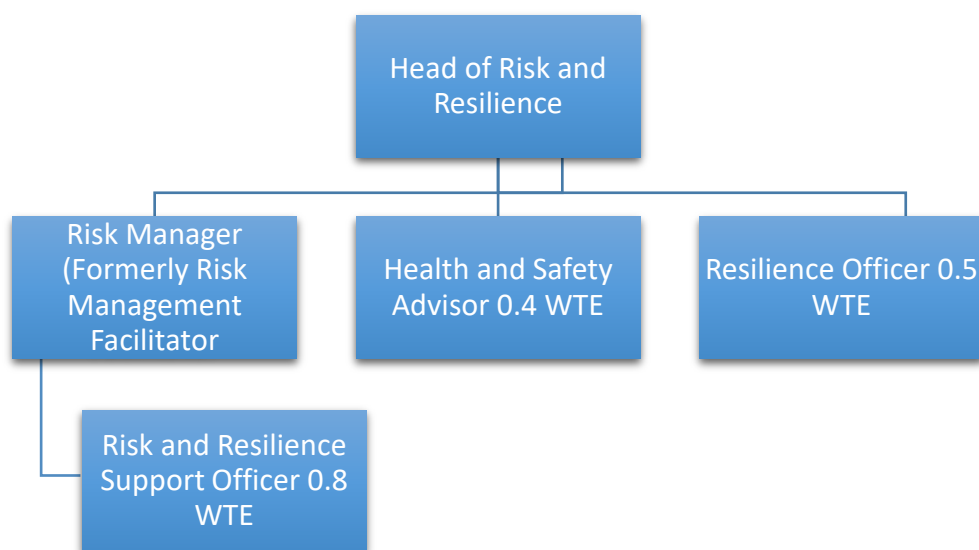 Head of Risk and
Resilience
Risk Manager
(Formerly Risk
Management
Facilitator
Health and Safety
Advisor 0.4 WTE
Resilience Officer 0.5
WTE
Risk and Resilience
Support Officer 0.8
WTE